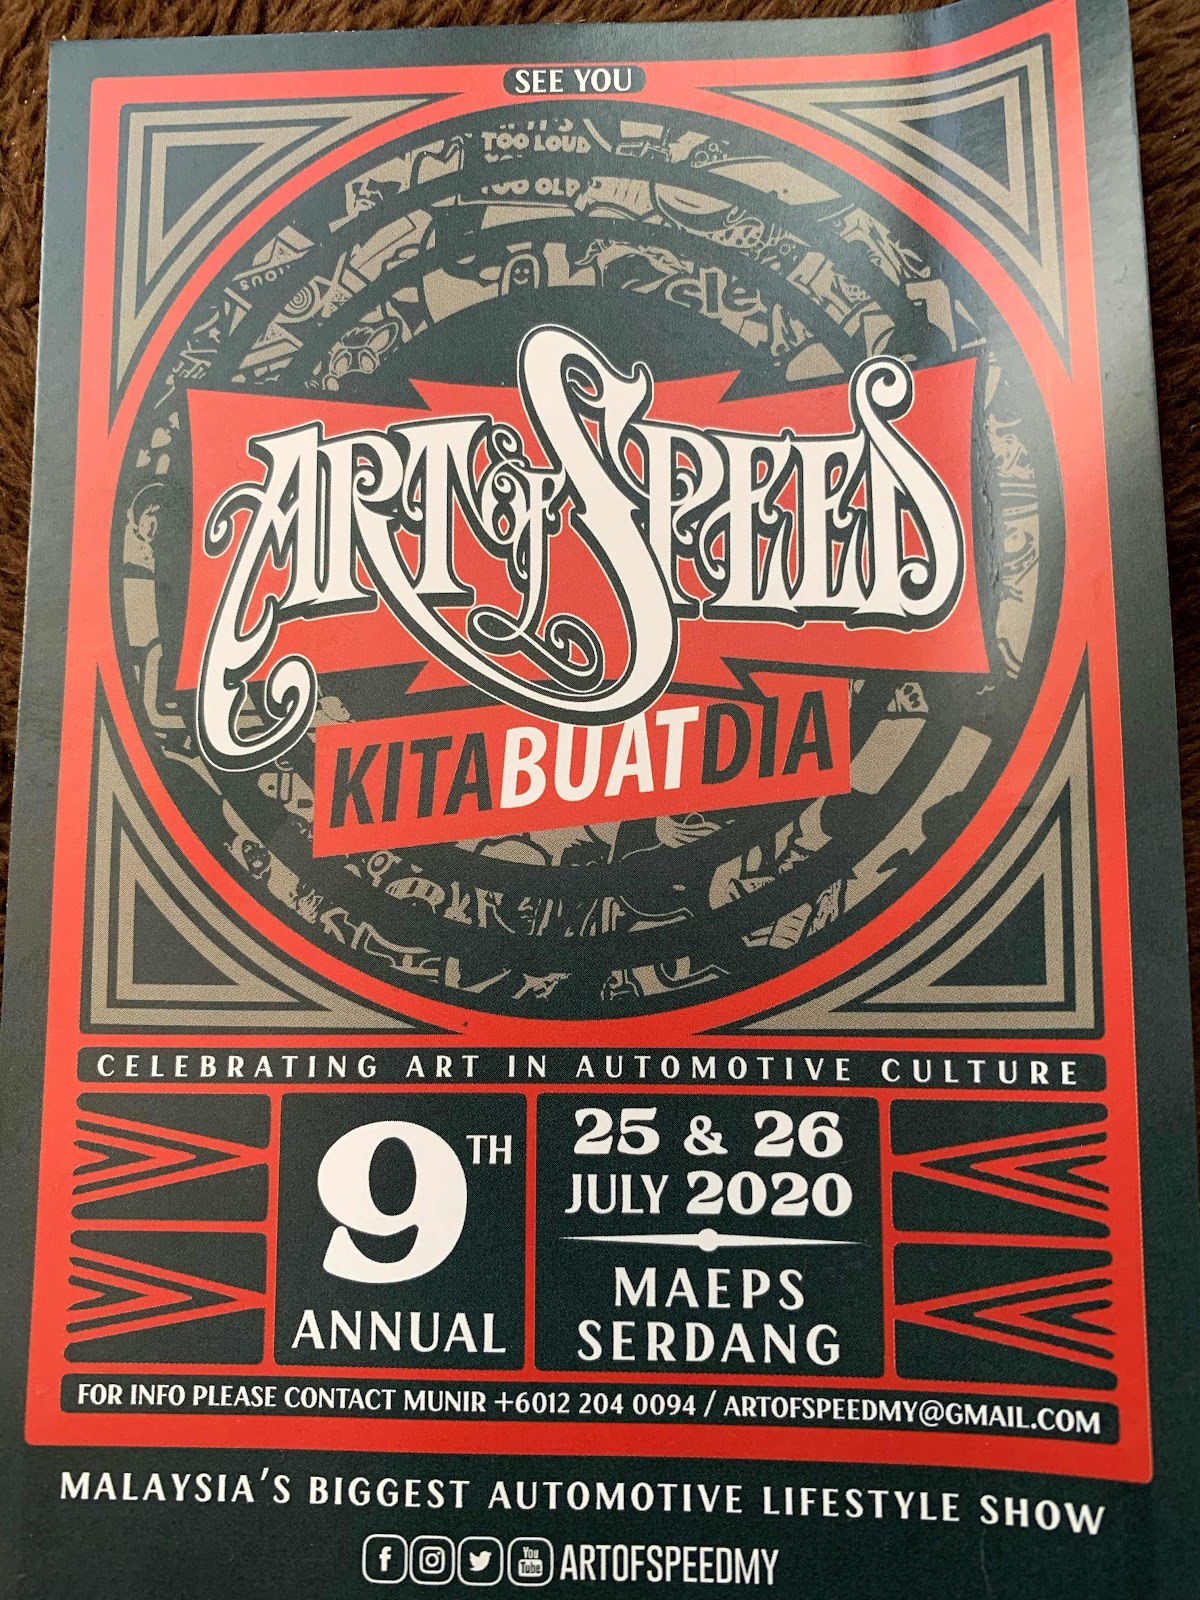 SEE YOU
TOO LOUD
TOO OLD
ART OF SPEED
KITABUATDIA
CELEBRATING ART IN AUTOMOTIVE CULTURE
9TH
ANNUAL
25 & 26
JULY 2020
MAEPS
SERDANG
FOR INFO PLEASE CONTACT MUNIR +6012 204 0094 / ARTOFSPEEDMY@GMAIL.COM
MALAYSIA'S BIGGEST AUTOMOTIVE LIFESTYLE SHOW
f You Tube ARTOFSPEEDMY